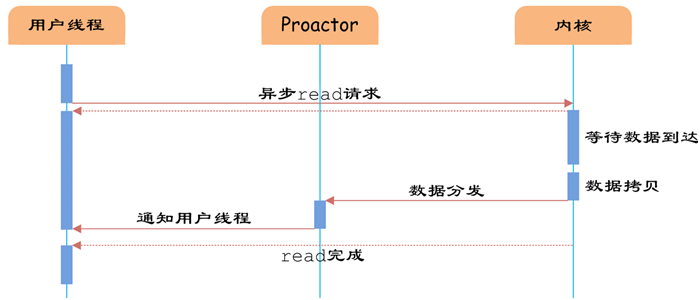 用户线程
Proactor
内核
异步read请求
等待数据到达
数据拷贝
数据分发
通知用户线程
read完成